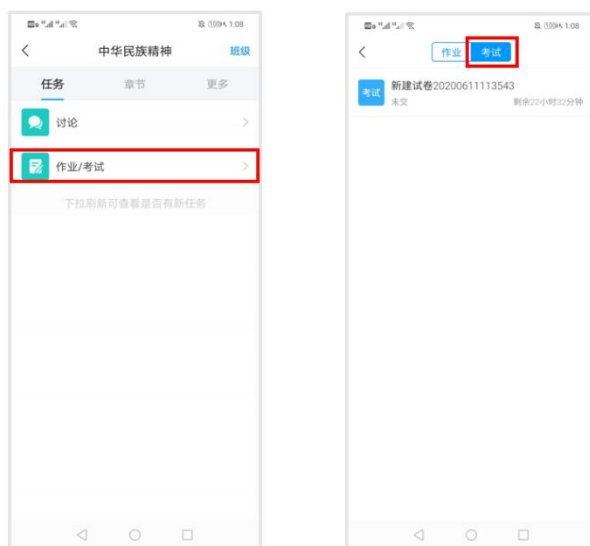 1:08
中华民族精神
班级
任务
章节
更多
讨论
作业/考试
下拉刷新可查看是否有新任务
1:08
作业
考试
考试
新建试卷20200611113543
未交
剩余22小时32分钟